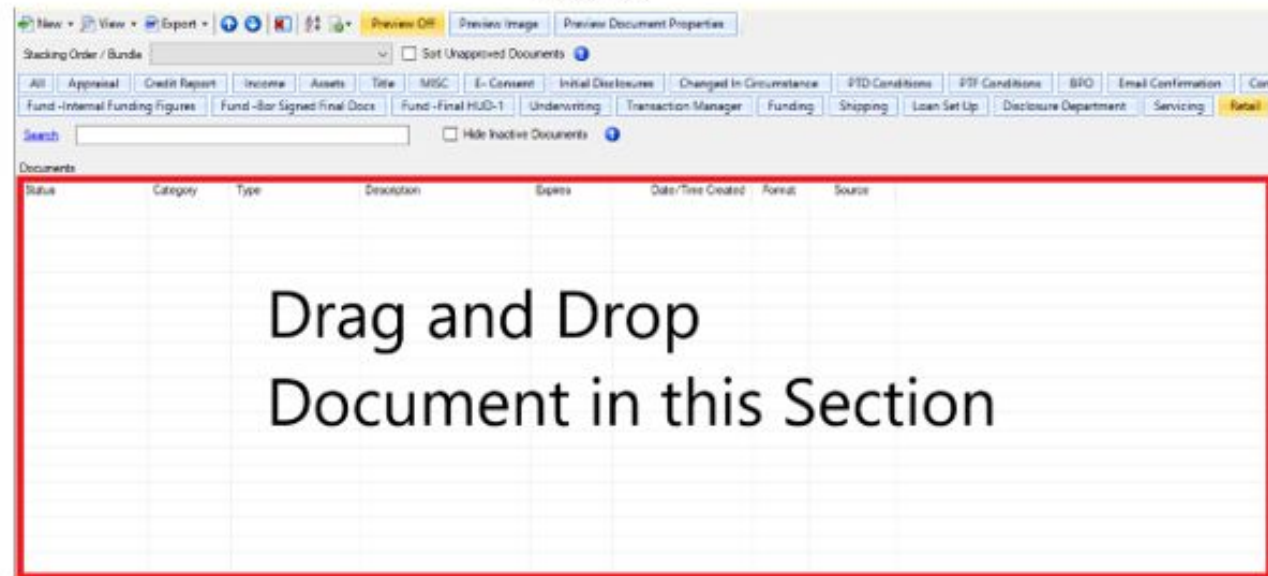 New View Export Preview Off Preview Image Preview Document Properties
Stacking Order / Bundle Sort Unapproved Documents
All Appraisal Credit Report Income Assets Title MISC E- Consent Initial Disclosures Changed In Circumstance PTD Conditions PTF Conditions BPO Email Confirmation
Fund -Internal Funding Figures Fund -Bor Signed Final Docs Fund -Final HUD-1 Underwriting Transaction Manager Funding Shipping Loan Set Up Disclosure Department Servicing Retail
Search Hide Inactive Documents
Documents
Status Category Type Description Expires Date/Time Created Format Source
Drag and Drop
Document in this Section